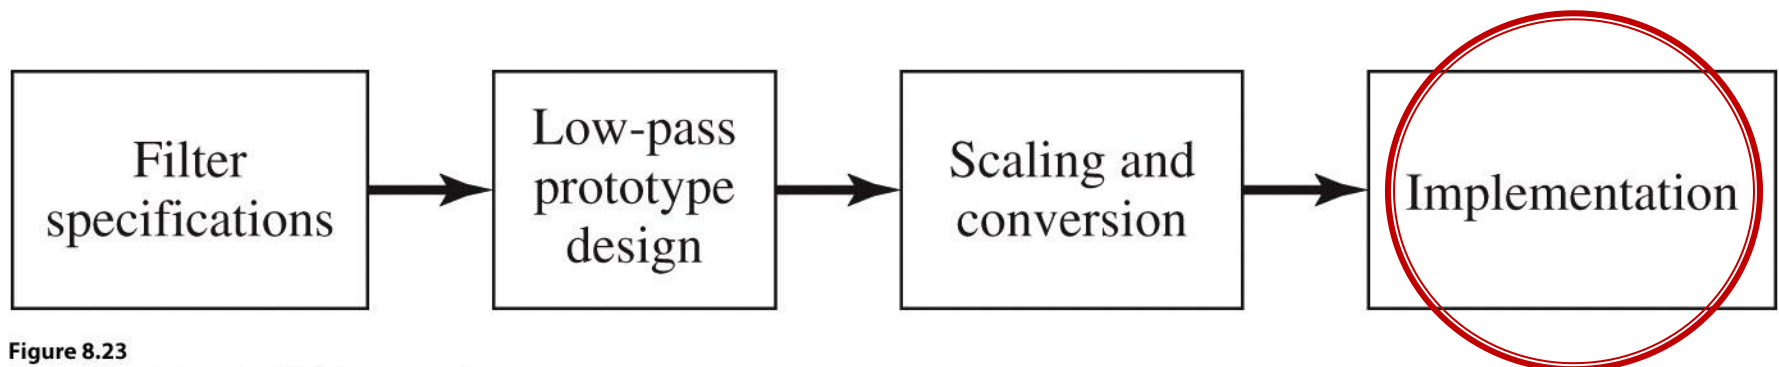 Filter
specifications
Low-pass
prototype
design
Scaling and
conversion
Implementation
Figure 8.23